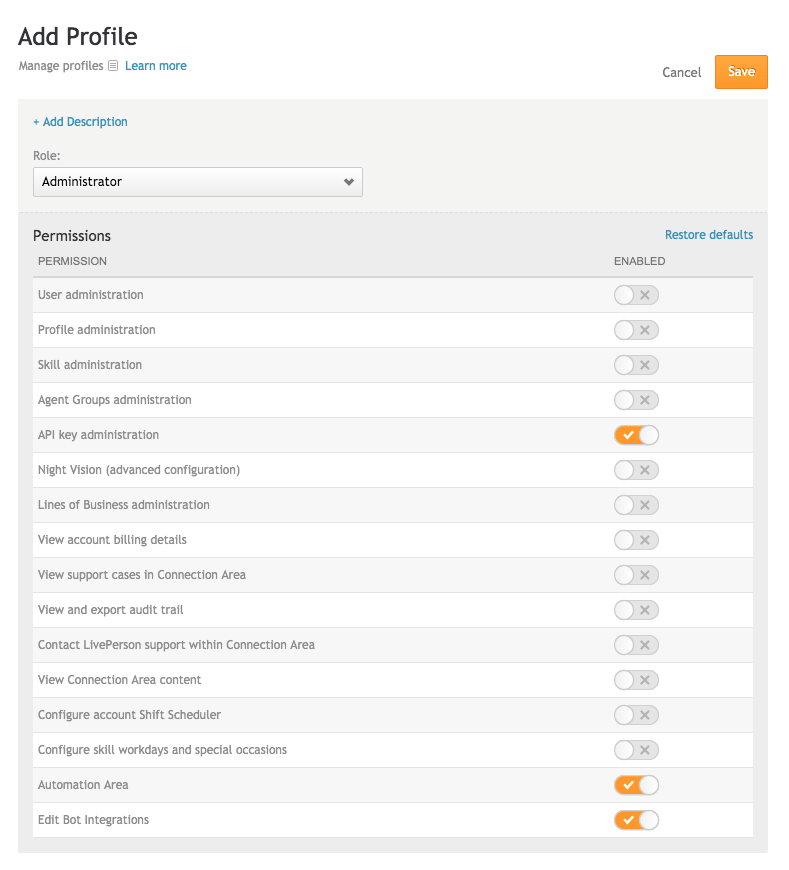 Add Profile
Manage profiles Learn more
Cancel Save
+ Add Description
Role:
Administrator
Permissions Restore defaults
PERMISSION ENABLED
User administration
Profile administration
Skill administration
Agent Groups administration
API key administration
Night Vision (advanced configuration)
Lines of Business administration
View account billing details
View support cases in Connection Area
View and export audit trail
Contact LivePerson support within Connection Area
View Connection Area content
Configure account Shift Scheduler
Configure skill workdays and special occasions
Automation Area
Edit Bot Integrations